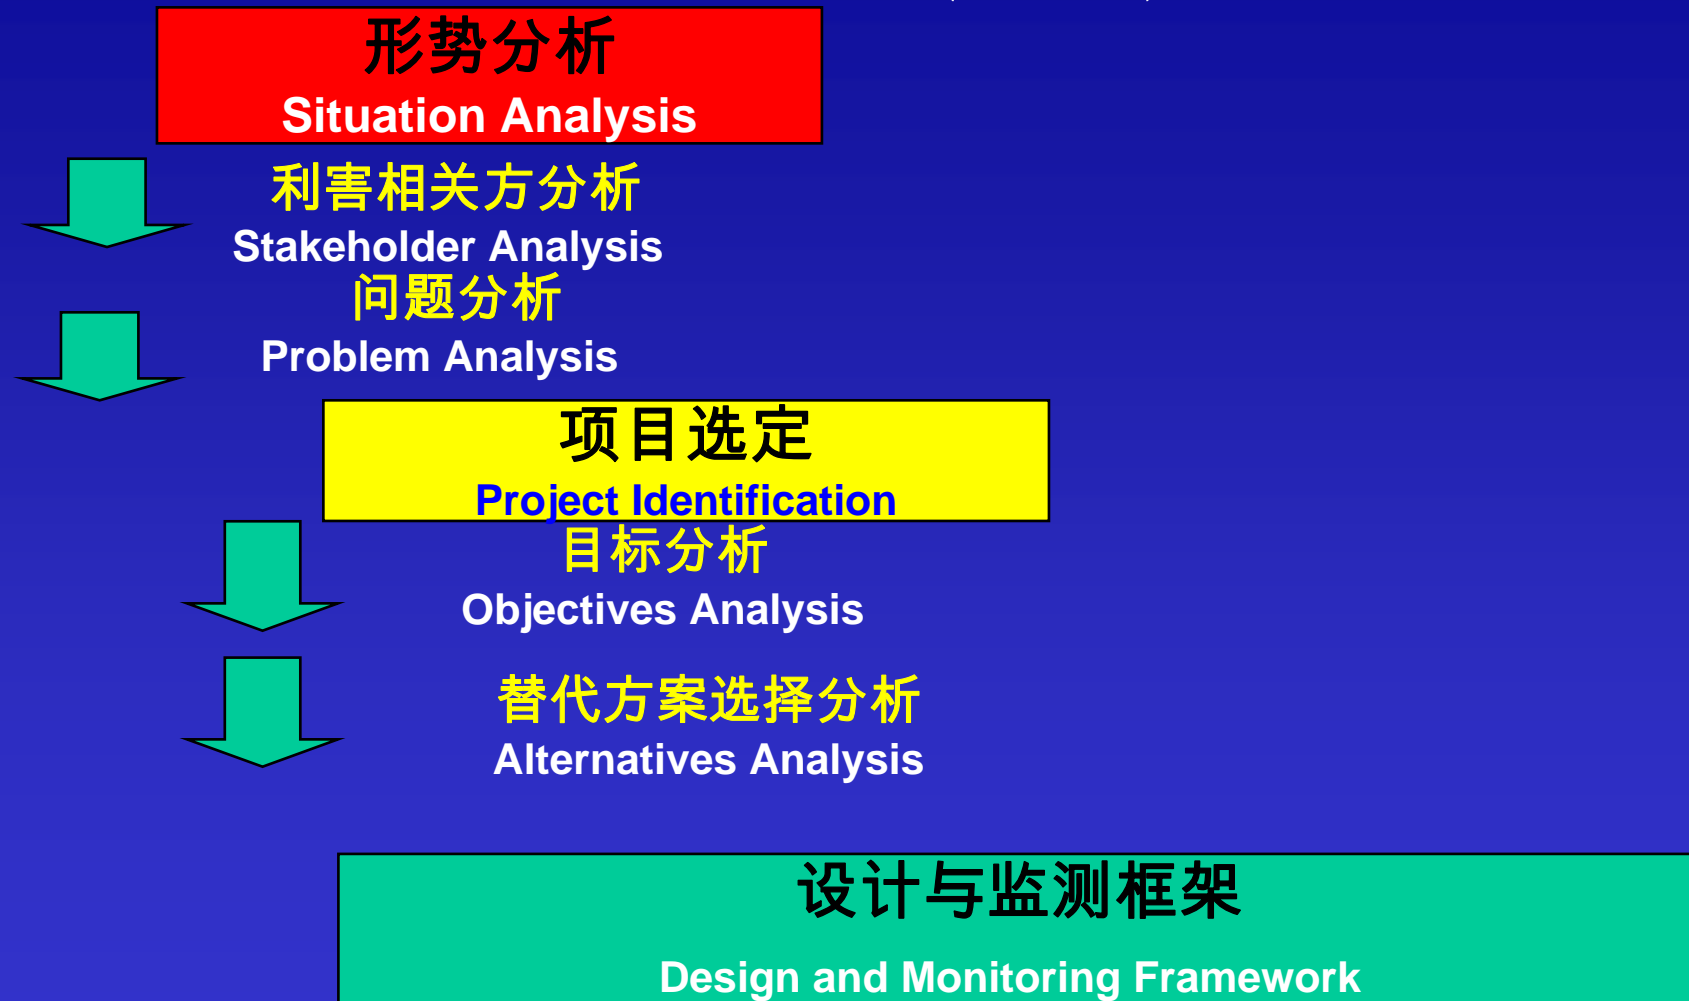 形势分析
Situation Analysis
利害相关方分析
Stakeholder Analysis
问题分析
Problem Analysis
项目选定
Project Identification
目标分析
Objectives Analysis
替代方案选择分析
Alternatives Analysis
设计与监测框架
Design and Monitoring Framework